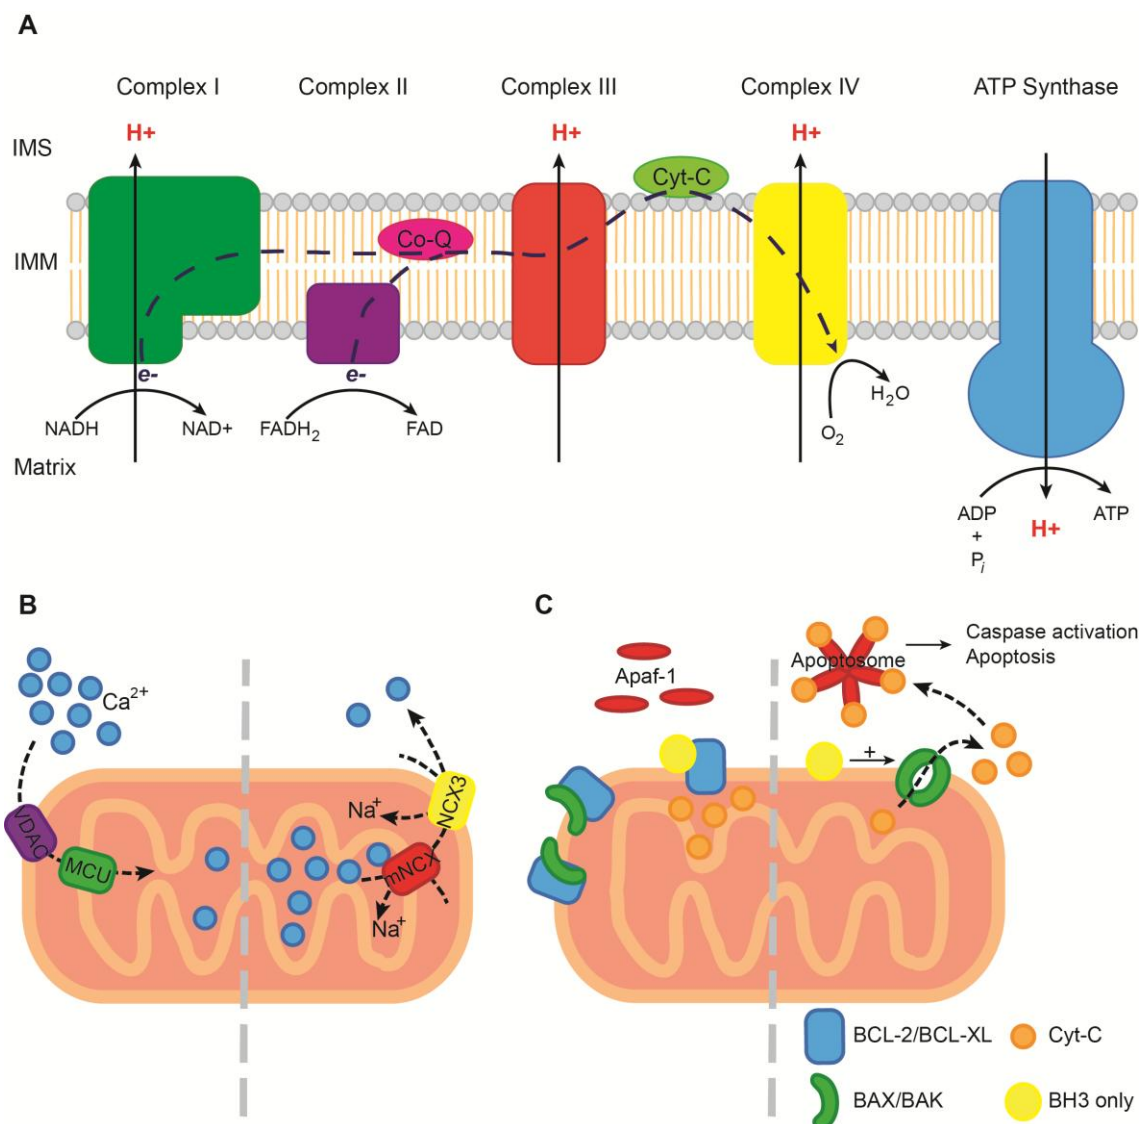 A
Complex I
Complex II
Complex III
Complex IV
ATP Synthase
H+
H+
H+
IMS
Cyt-C
Co-Q
IMM
e-
e-
NADH
NAD+
FADH₂
FAD
O₂
H₂O
Matrix
ADP
+
Pᵢ
H+
ATP
B
Ca²⁺
VDAC
MCU
Na⁺
NCX3
mNCX
Na⁺
C
Apaf-1
Apoptosome
Caspase activation
Apoptosis
+
BCL-2/BCL-XL
Cyt-C
BAX/BAK
BH3 only